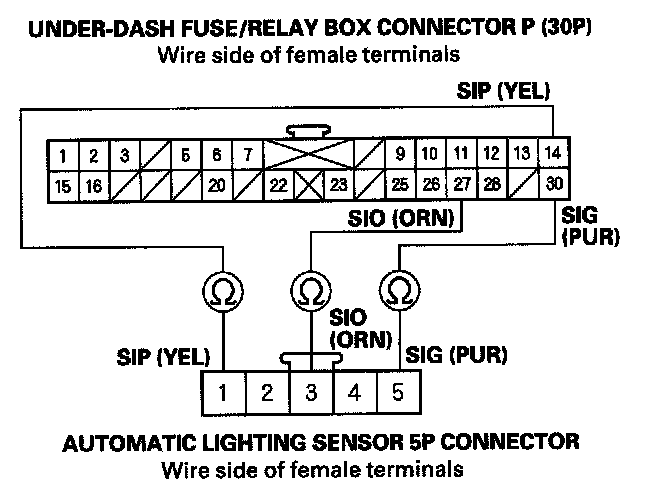 UNDER-DASH FUSE/RELAY BOX CONNECTOR P (30P)
Wire side of female terminals
SIP (YEL)
1 2 3 5 6 7 9 10 11 12 13 14
15 16 20 22 23 25 26 27 28 30
SIO (ORN)
SIG
(PUR)
Ω Ω Ω
SIO
(ORN)
SIP (YEL)
SIG (PUR)
1 2 3 4 5
AUTOMATIC LIGHTING SENSOR 5P CONNECTOR
Wire side of female terminals